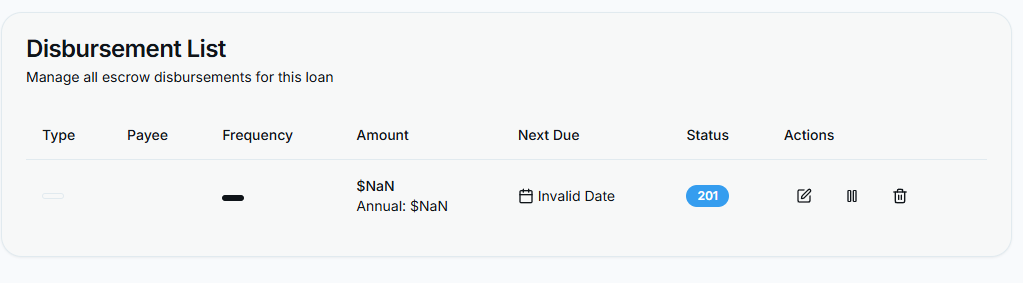 Disbursement List
Manage all escrow disbursements for this loan
Type Payee Frequency Amount Next Due Status Actions
$NaN
Annual: $NaN
Invalid Date
201